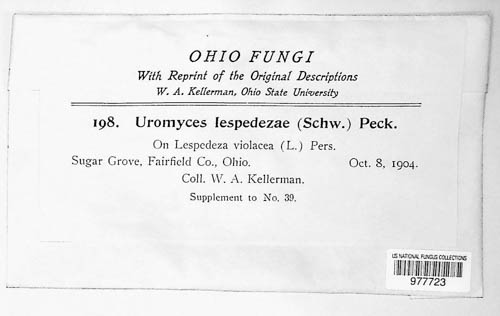 OHIO FUNGI
With Reprint of the Original Descriptions
W. A. Kellerman, Ohio State University
198. Uromyces lespedezae (Schw.) Peck.
On Lespedeza violacea (L.) Pers.
Sugar Grove, Fairfield Co., Ohio. Oct. 8, 1904.
Coll. W. A. Kellerman.
Supplement to No. 39.
US NATIONAL FUNGUS COLLECTIONS
977723